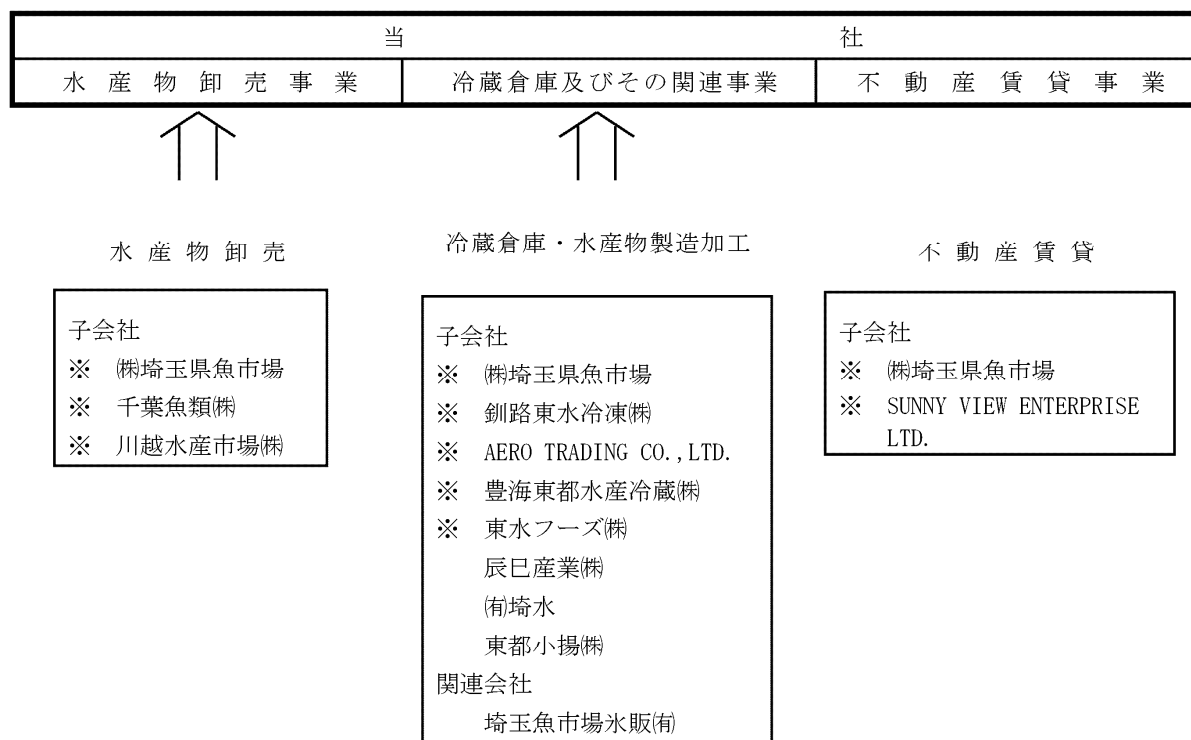 当社
水産物卸売事業
冷蔵倉庫及びその関連事業
不動産賃貸事業
水産物卸売
子会社
※ ㈱埼玉県魚市場
※ 千葉魚類㈱
※ 川越水産市場㈱
冷蔵倉庫・水産物製造加工
子会社
※ ㈱埼玉県魚市場
※ 釧路東水冷凍㈱
※ AERO TRADING CO.,LTD.
※ 豊海東都水産冷蔵㈱
※ 東水フーズ㈱
辰巳産業㈱
㈲埼水
東都小揚㈱
関連会社
埼玉魚市場氷販㈲
不動産賃貸
子会社
※ ㈱埼玉県魚市場
※ SUNNY VIEW ENTERPRISE
LTD.